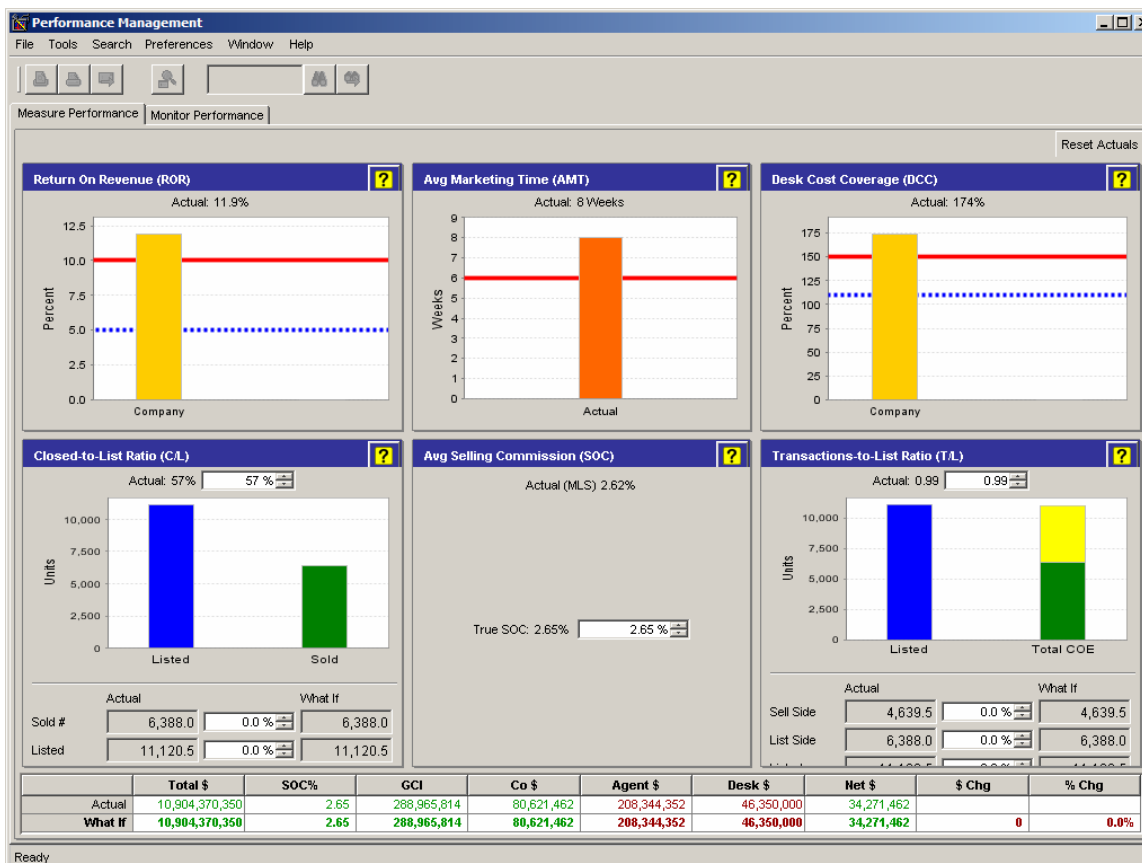 Performance Management
File Tools Search Preferences Window Help
Measure Performance Monitor Performance
Reset Actuals
Return On Revenue (ROR) ?
Actual: 11.9%
12.5
10.0
7.5
5.0
2.5
0.0
Percent
Company
Avg Marketing Time (AMT) ?
Actual: 8 Weeks
9
8
7
6
5
4
3
2
1
0
Weeks
Actual
Desk Cost Coverage (DCC) ?
Actual: 174%
175
150
125
100
75
50
25
0
Percent
Company
Closed-to-List Ratio (C/L) ?
Actual: 57% 57 %
10,000
7,500
5,000
2,500
0
Units
Listed Sold
Actual What If
Sold # 6,388.0 0.0 % 6,388.0
Listed 11,120.5 0.0 % 11,120.5
Avg Selling Commission (SOC) ?
Actual (MLS) 2.62%
True SOC: 2.65% 2.65 %
Transactions-to-List Ratio (T/L) ?
Actual: 0.99 0.99
10,000
7,500
5,000
2,500
0
Units
Listed Total COE
Actual What If
Sell Side 4,639.5 0.0 % 4,639.5
List Side 6,388.0 0.0 % 6,388.0
Total $ SOC% GCI Co $ Agent $ Desk $ Net $ $ Chg % Chg
Actual 10,904,370,350 2.65 288,965,814 80,621,462 208,344,352 46,350,000 34,271,462
What If 10,904,370,350 2.65 288,965,814 80,621,462 208,344,352 46,350,000 34,271,462 0 0.0%
Ready